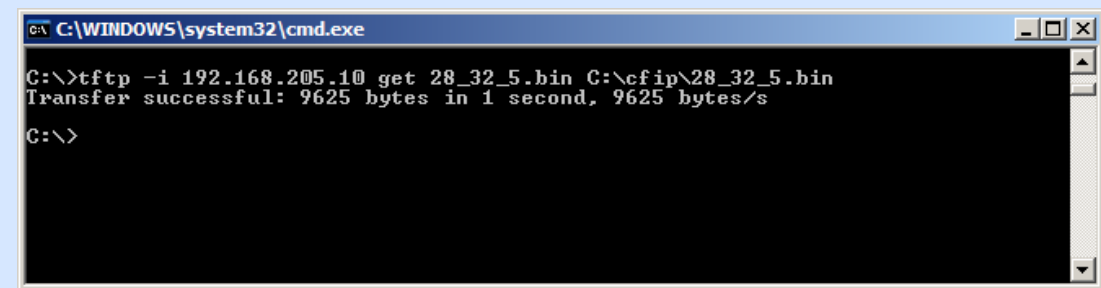 C:\WINDOWS\system32\cmd.exe
C:\>tftp -i 192.168.205.10 get 28_32_5.bin C:\cfip\28_32_5.bin
Transfer successful: 9625 bytes in 1 second, 9625 bytes/s
C:\>